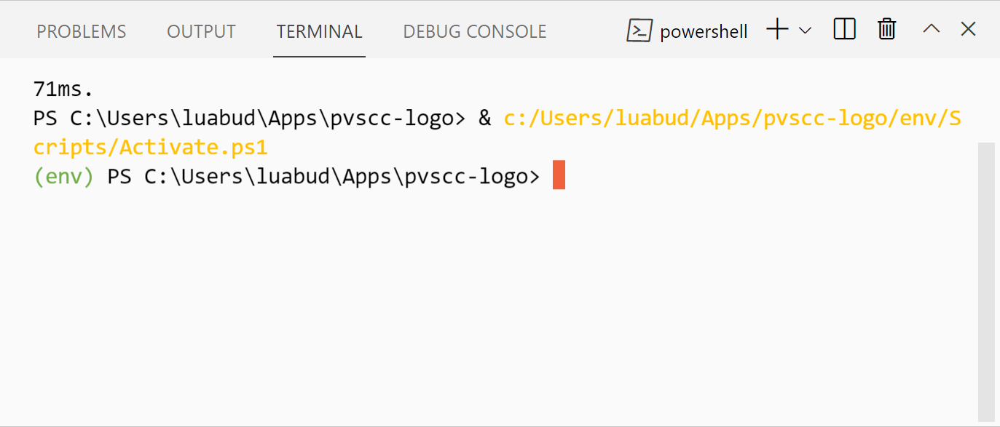 PROBLEMS OUTPUT TERMINAL DEBUG CONSOLE powershell
71ms.
PS C:\Users\luabud\Apps\pvscc-logo> & c:/Users/luabud/Apps/pvscc-logo/env/S
cripts/Activate.ps1
(env) PS C:\Users\luabud\Apps\pvscc-logo>